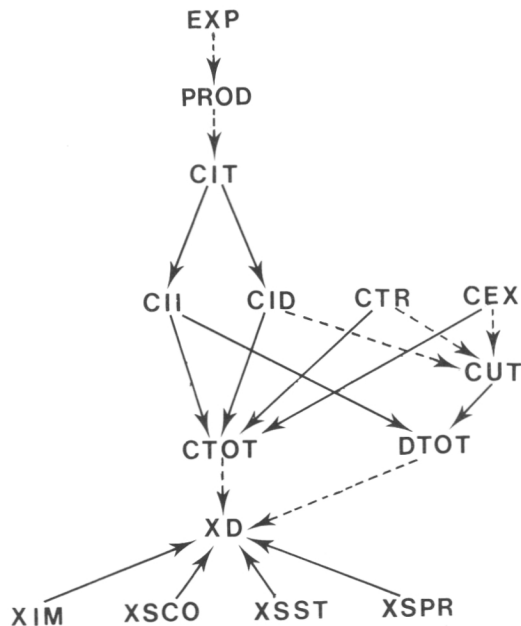 EXP
PROD
CIT
CII CID CTR CEX
CUT
CTOT DTOT
XD
XIM XSCO XSST XSPR